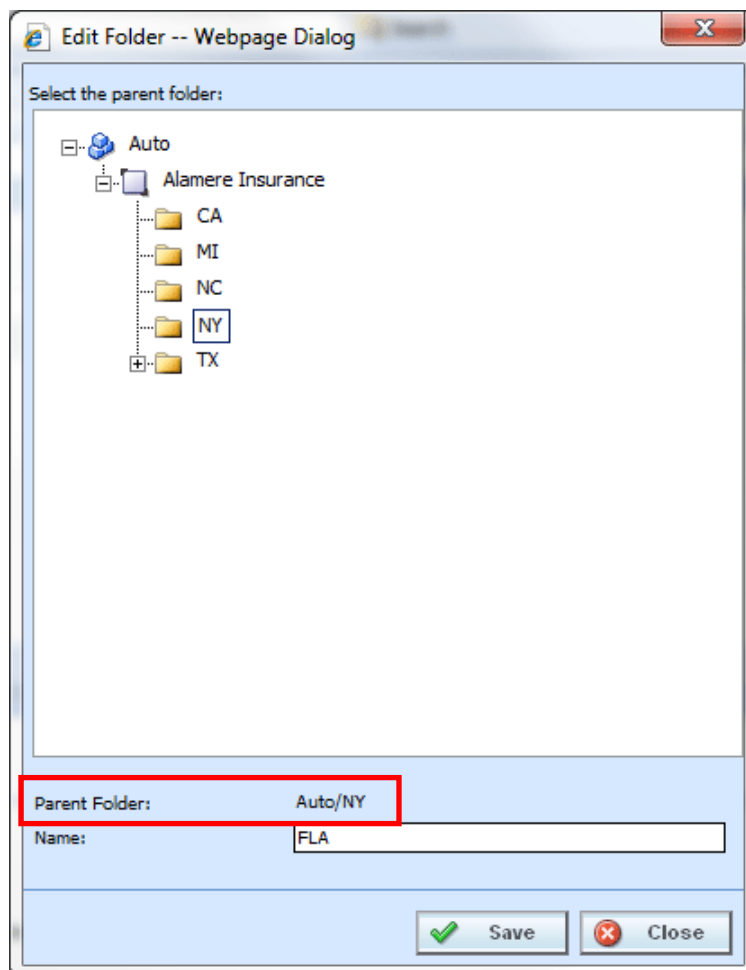 Edit Folder -- Webpage Dialog
Select the parent folder:
Auto
Alamere Insurance
CA
MI
NC
NY
TX
Parent Folder: Auto/NY
Name: FLA
Save Close